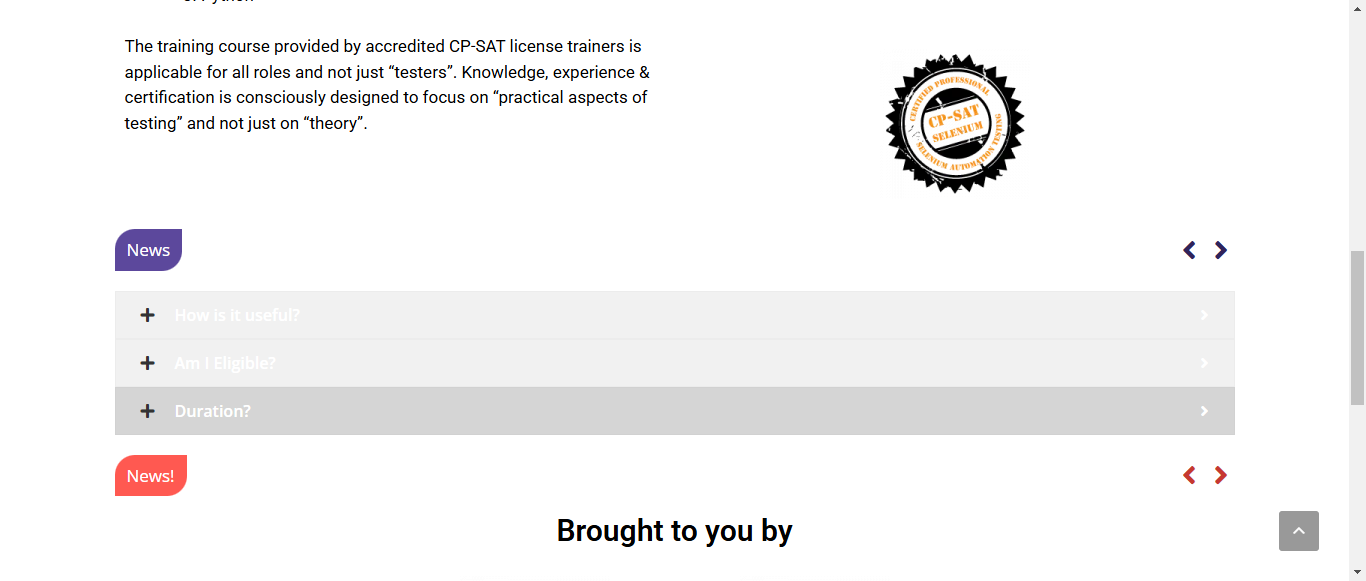 The training course provided by accredited CP-SAT license trainers is
applicable for all roles and not just “testers”. Knowledge, experience &
certification is consciously designed to focus on “practical aspects of
testing” and not just on “theory”.
CERTIFIED PROFESSIONAL
CP-SAT
SELENIUM
SELENIUM AUTOMATION TESTING
News
How is it useful?
Am I Eligible?
Duration?
News!
Brought to you by